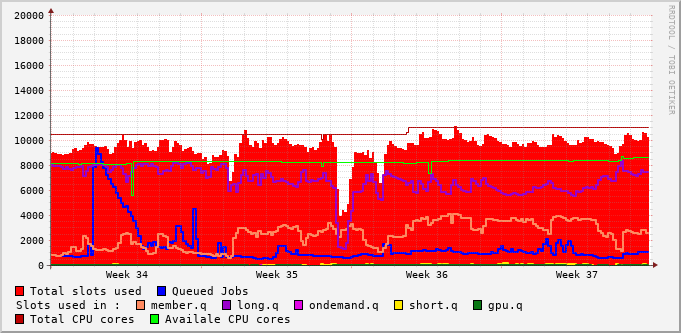 20000
18000
16000
14000
12000
10000
8000
6000
4000
2000
0
Week 34 Week 35 Week 36 Week 37
RRDTOOL / TOBI OETIKER
Total slots used Queued Jobs
Slots used in : member.q long.q ondemand.q short.q gpu.q
Total CPU cores Availale CPU cores